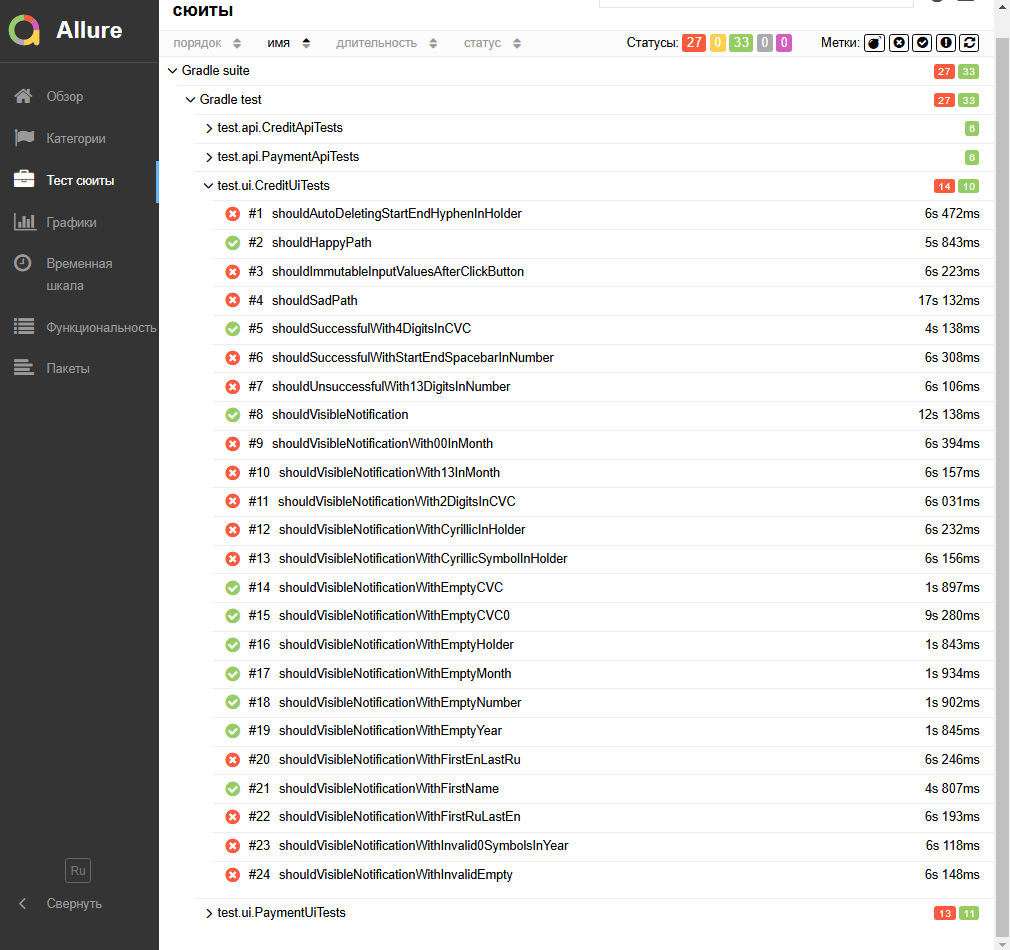 Allure
Обзор
Категории
Тест сюиты
Графики
Временная
шкала
Функциональность
Пакеты
Ru
Свернуть
сюиты
порядок имя длительность статус Статусы: 27 0 33 0 0 Метки:
Gradle suite 27 33
Gradle test 27 33
test.api.CreditApiTests 6
test.api.PaymentApiTests 6
test.ui.CreditUiTests 14 10
#1 shouldAutoDeletingStartEndHyphenInHolder 6s 472ms
#2 shouldHappyPath 5s 843ms
#3 shouldImmutableInputValuesAfterClickButton 6s 223ms
#4 shouldSadPath 17s 132ms
#5 shouldSuccessfulWith4DigitsInCVC 4s 138ms
#6 shouldSuccessfulWithStartEndSpacebarInNumber 6s 308ms
#7 shouldUnsuccessfulWith13DigitsInNumber 6s 106ms
#8 shouldVisibleNotification 12s 138ms
#9 shouldVisibleNotificationWith00InMonth 6s 394ms
#10 shouldVisibleNotificationWith13InMonth 6s 157ms
#11 shouldVisibleNotificationWith2DigitsInCVC 6s 031ms
#12 shouldVisibleNotificationWithCyrillicInHolder 6s 232ms
#13 shouldVisibleNotificationWithCyrillicSymbolInHolder 6s 156ms
#14 shouldVisibleNotificationWithEmptyCVC 1s 897ms
#15 shouldVisibleNotificationWithEmptyCVC0 9s 280ms
#16 shouldVisibleNotificationWithEmptyHolder 1s 843ms
#17 shouldVisibleNotificationWithEmptyMonth 1s 934ms
#18 shouldVisibleNotificationWithEmptyNumber 1s 902ms
#19 shouldVisibleNotificationWithEmptyYear 1s 845ms
#20 shouldVisibleNotificationWithFirstEnLastRu 6s 246ms
#21 shouldVisibleNotificationWithFirstName 4s 807ms
#22 shouldVisibleNotificationWithFirstRuLastEn 6s 193ms
#23 shouldVisibleNotificationWithInvalid0SymbolsInYear 6s 118ms
#24 shouldVisibleNotificationWithInvalidEmpty 6s 148ms
test.ui.PaymentUiTests 13 11